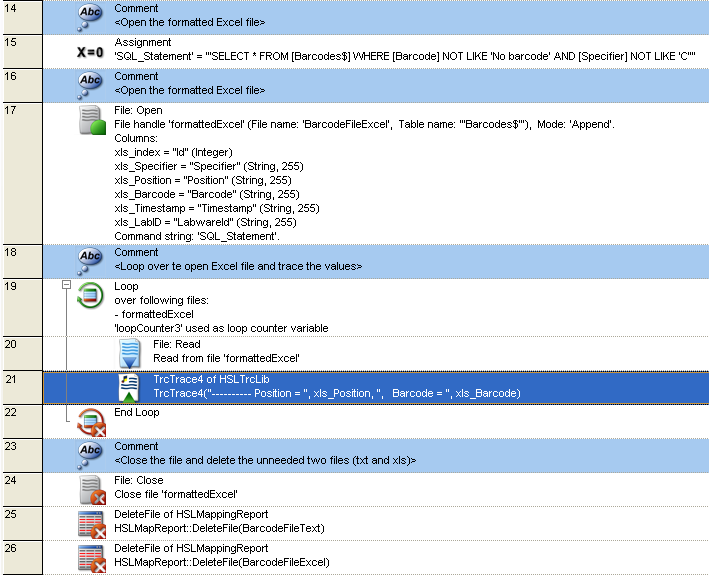 14
Comment
<Open the formatted Excel file>
15
X=0
Assignment
'SQL_Statement' = "'SELECT * FROM [Barcodes$] WHERE [Barcode] NOT LIKE 'No barcode' AND [Specifier] NOT LIKE 'C'"'
16
Abc
Comment
<Open the formatted Excel file>
17
File: Open
File handle 'formattedExcel' (File name: 'BarcodeFileExcel',  Table name: '"Barcodes$"'),  Mode: 'Append'.
Columns:
xls_index = "Id" (Integer)
xls_Specifier = "Specifier" (String, 255)
xls_Position = "Position" (String, 255)
xls_Barcode = "Barcode" (String, 255)
xls_Timestamp = "Timestamp" (String, 255)
xls_LabID = "LabwareId" (String, 255)
Command string: 'SQL_Statement'.
18
Abc
Comment
<Loop over te open Excel file and trace the values>
19
Loop
over following files:
- formattedExcel
'loopCounter3' used as loop counter variable
20
File: Read
Read from file 'formattedExcel'
21
TrcTrace4 of HSLTrcLib
TrcTrace4("---------- Position = ", xls_Position, ",   Barcode = ", xls_Barcode)
22
End Loop
23
Abc
Comment
<Close the file and delete the unneeded two files (txt and xls)>
24
File: Close
Close file 'formattedExcel'
25
DeleteFile of HSLMappingReport
HSLMapReport::DeleteFile(BarcodeFileText)
26
DeleteFile of HSLMappingReport
HSLMapReport::DeleteFile(BarcodeFileExcel)